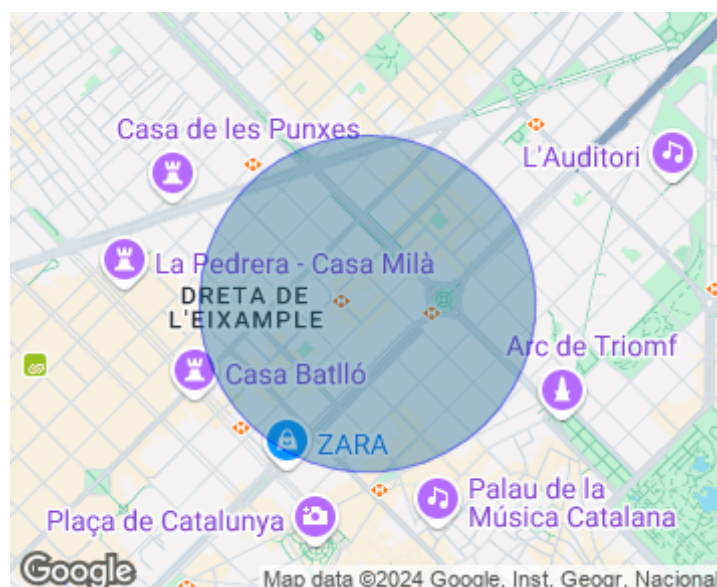 Casa de les Punxes
L'Auditori
La Pedrera - Casa Milà
DRETA DE
L'EIXAMPLE
Arc de Triomf
Casa Batlló
ZARA
Palau de la
Música Catalana
Plaça de Catalunya
Google
Map data ©2024 Google, Inst. Geogr. Nacional